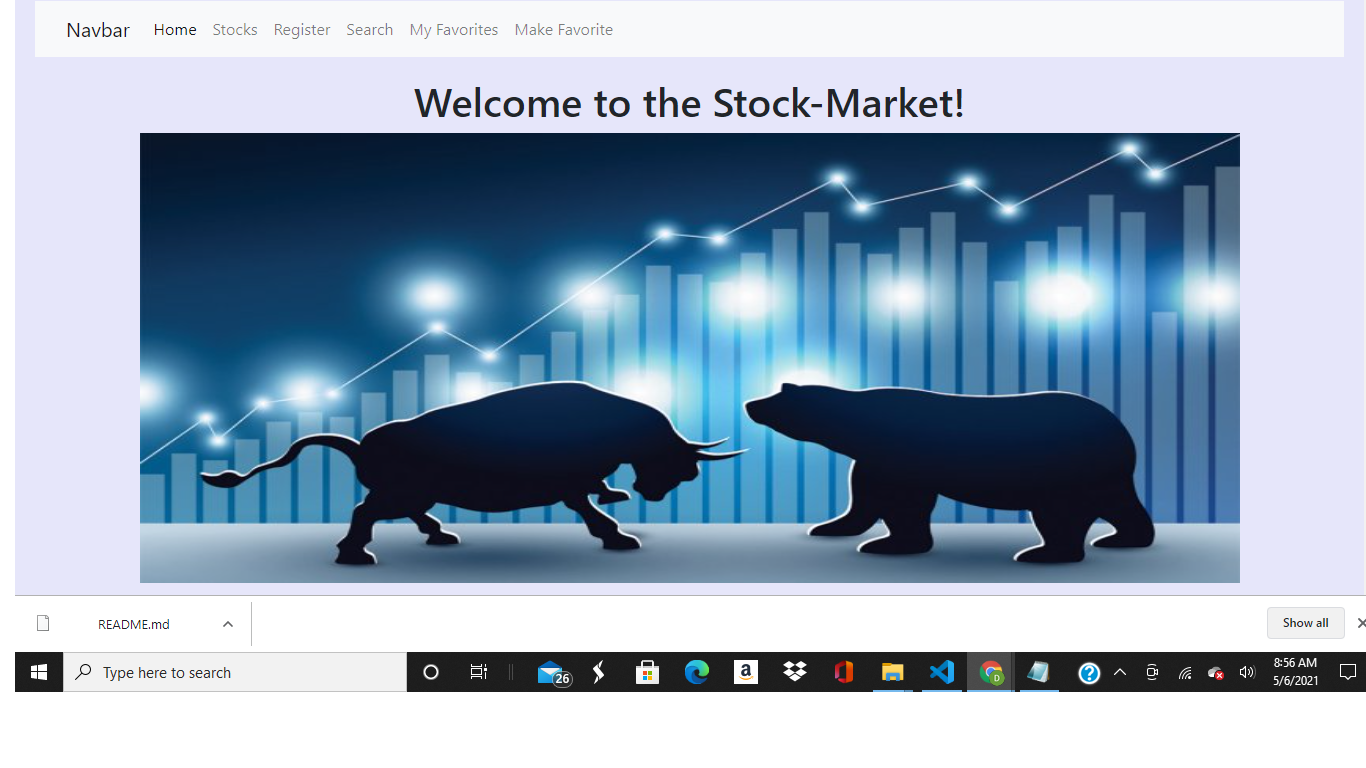 Navbar Home Stocks Register Search My Favorites Make Favorite
Welcome to the Stock-Market!
README.md
Show all
Type here to search
26
a
D
?
8:56 AM
5/6/2021